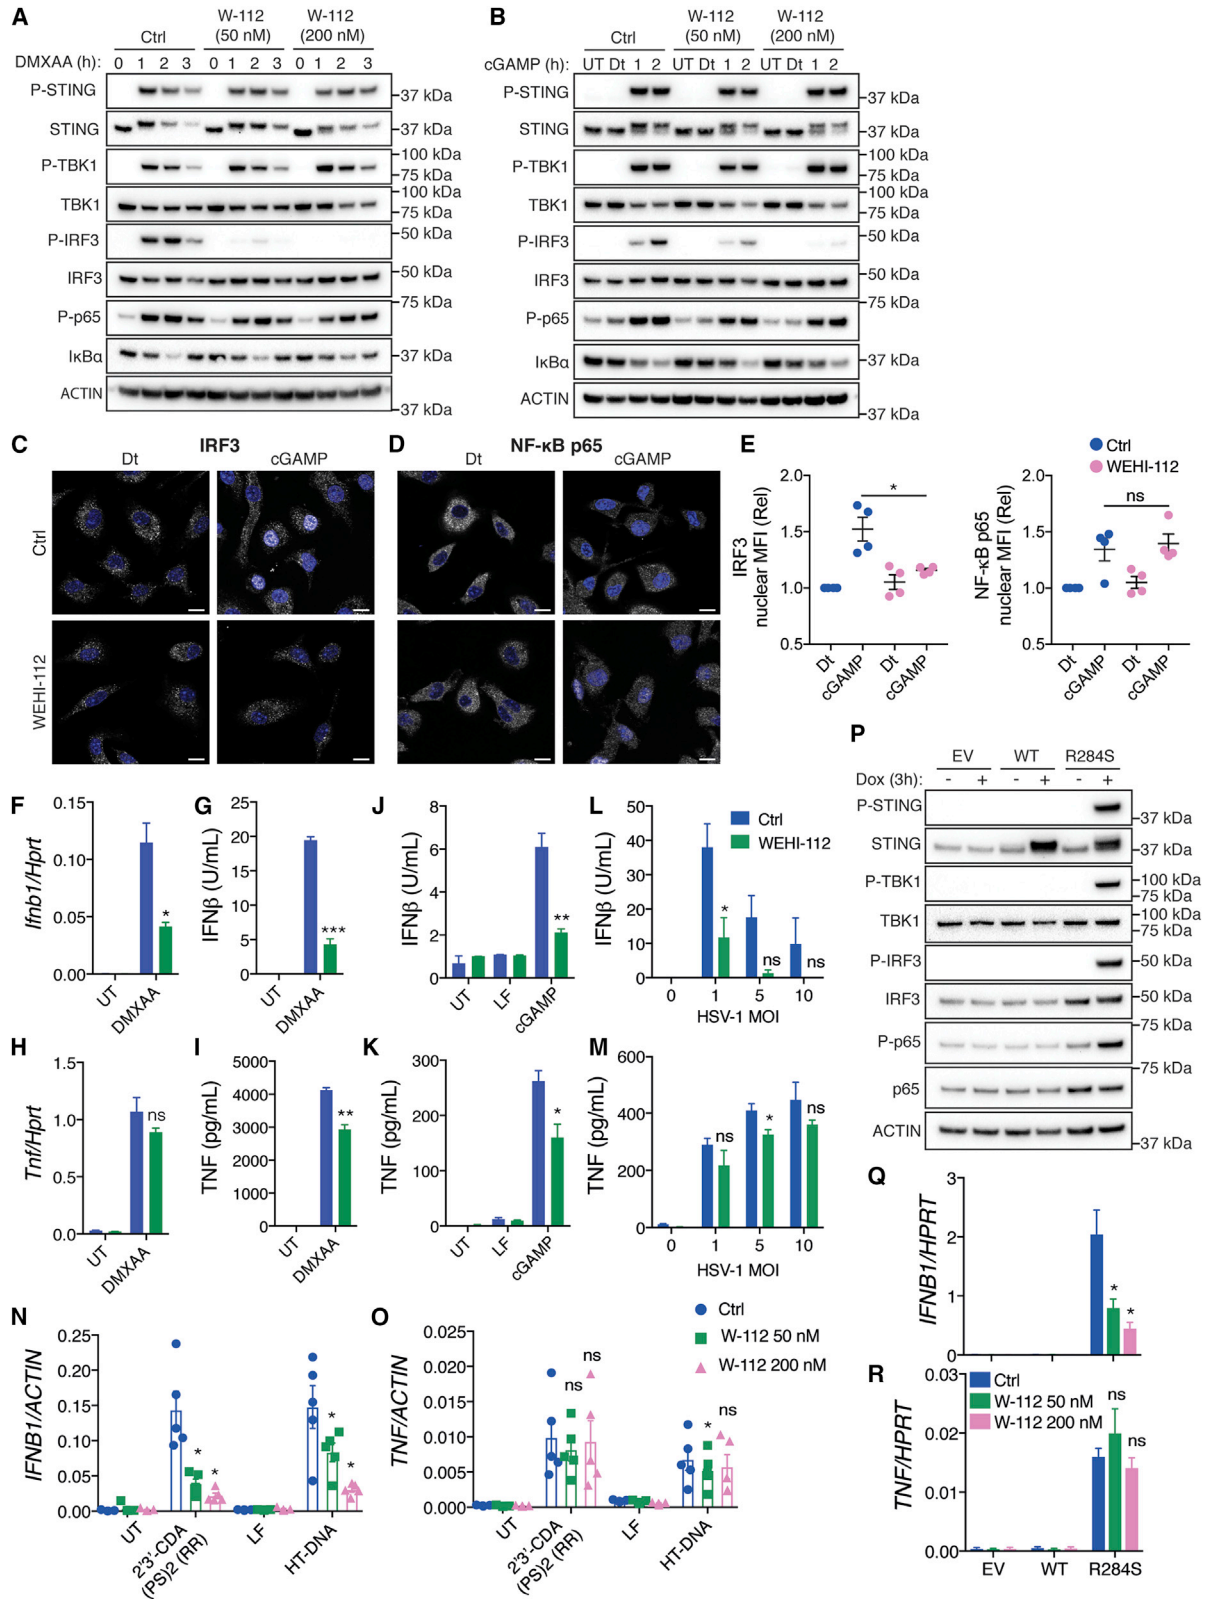 A
Ctrl
W-112
(50 nM)
W-112
(200 nM)
DMXAA (h): 0 1 2 3 0 1 2 3 0 1 2 3
P-STING
37 kDa
STING
37 kDa
P-TBK1
100 kDa
75 kDa
TBK1
100 kDa
75 kDa
P-IRF3
50 kDa
IRF3
50 kDa
P-p65
75 kDa
IκBα
37 kDa
ACTIN
37 kDa
B
Ctrl
W-112
(50 nM)
W-112
(200 nM)
cGAMP (h): UT Dt 1 2 UT Dt 1 2 UT Dt 1 2
P-STING
37 kDa
STING
37 kDa
P-TBK1
100 kDa
75 kDa
TBK1
100 kDa
75 kDa
P-IRF3
50 kDa
IRF3
50 kDa
P-p65
75 kDa
IκBα
37 kDa
ACTIN
37 kDa
C
IRF3
Dt cGAMP
Ctrl
WEHI-112
D
NF-κB p65
Dt cGAMP
E
Ctrl
WEHI-112
IRF3
nuclear MFI (Rel)
2.0
1.5
1.0
0.5
*
Dt cGAMP Dt cGAMP
NF-κB p65
nuclear MFI (Rel)
2.0
1.5
1.0
0.5
ns
Dt cGAMP Dt cGAMP
F
Ifnb1/Hprt
0.15
0.10
0.05
0.00
*
UT DMXAA
G
IFNβ (U/mL)
25
20
15
10
5
0
***
UT DMXAA
J
IFNβ (U/mL)
8
6
4
2
0
**
UT LF cGAMP
L
IFNβ (U/mL)
50
40
30
20
10
0
Ctrl
WEHI-112
* ns ns
0 1 5 10
HSV-1 MOI
H
Tnf/Hprt
1.5
1.0
0.5
0.0
ns
UT DMXAA
I
TNF (pg/mL)
5000
4000
3000
2000
1000
0
**
UT DMXAA
K
TNF (pg/mL)
300
200
100
0
*
UT LF cGAMP
M
TNF (pg/mL)
600
400
200
0
ns * ns
0 1 5 10
HSV-1 MOI
N
IFNB1/ACTIN
0.25
0.20
0.15
0.10
0.05
0.00
* * * *
UT 2'3'-CDA (PS)2 (RR) LF HT-DNA
O
TNF/ACTIN
0.025
0.020
0.015
0.010
0.005
0.000
ns ns * ns
UT 2'3'-CDA (PS)2 (RR) LF HT-DNA
Ctrl
W-112 50 nM
W-112 200 nM
P
EV WT R284S
Dox (3h): - + - + - +
P-STING
37 kDa
STING
37 kDa
P-TBK1
100 kDa
75 kDa
TBK1
100 kDa
75 kDa
P-IRF3
50 kDa
IRF3
50 kDa
P-p65
75 kDa
p65
75 kDa
ACTIN
37 kDa
Q
IFNB1/HPRT
3
2
1
0
* *
R
TNF/HPRT
0.03
0.02
0.01
0.00
Ctrl
W-112 50 nM
W-112 200 nM
ns ns
EV WT R284S